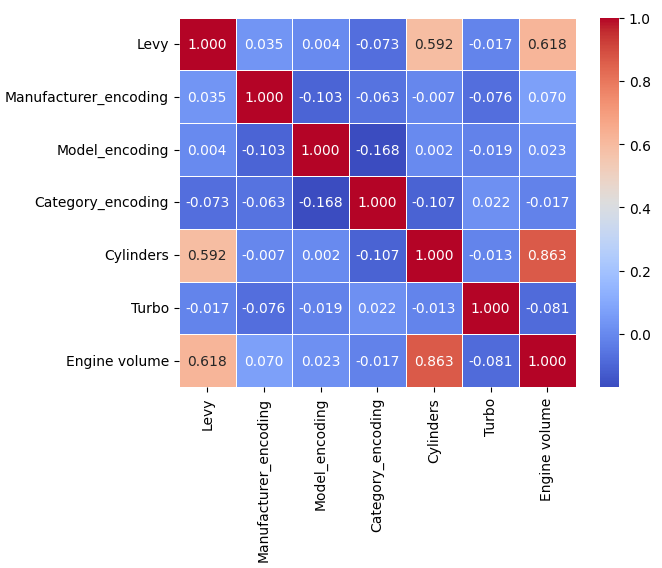 Levy 1.000 0.035 0.004 -0.073 0.592 -0.017 0.618
Manufacturer_encoding 0.035 1.000 -0.103 -0.063 -0.007 -0.076 0.070
Model_encoding 0.004 -0.103 1.000 -0.168 0.002 -0.019 0.023
Category_encoding -0.073 -0.063 -0.168 1.000 -0.107 0.022 -0.017
Cylinders 0.592 -0.007 0.002 -0.107 1.000 -0.013 0.863
Turbo -0.017 -0.076 -0.019 0.022 -0.013 1.000 -0.081
Engine volume 0.618 0.070 0.023 -0.017 0.863 -0.081 1.000
Levy
Manufacturer_encoding
Model_encoding
Category_encoding
Cylinders
Turbo
Engine volume
1.0
0.8
0.6
0.4
0.2
0.0